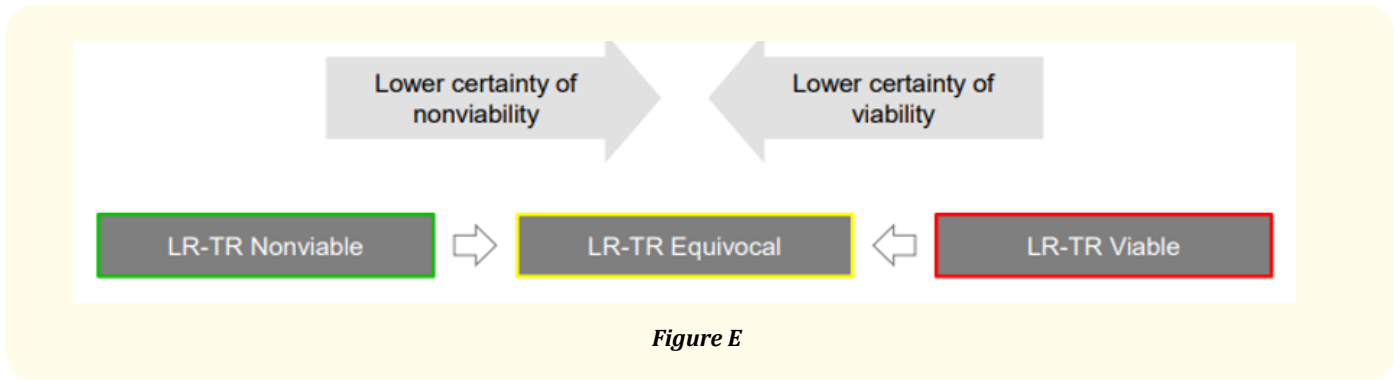 Lower certainty of
nonviability
Lower certainty of
viability
LR-TR Nonviable
LR-TR Equivocal
LR-TR Viable
Figure E